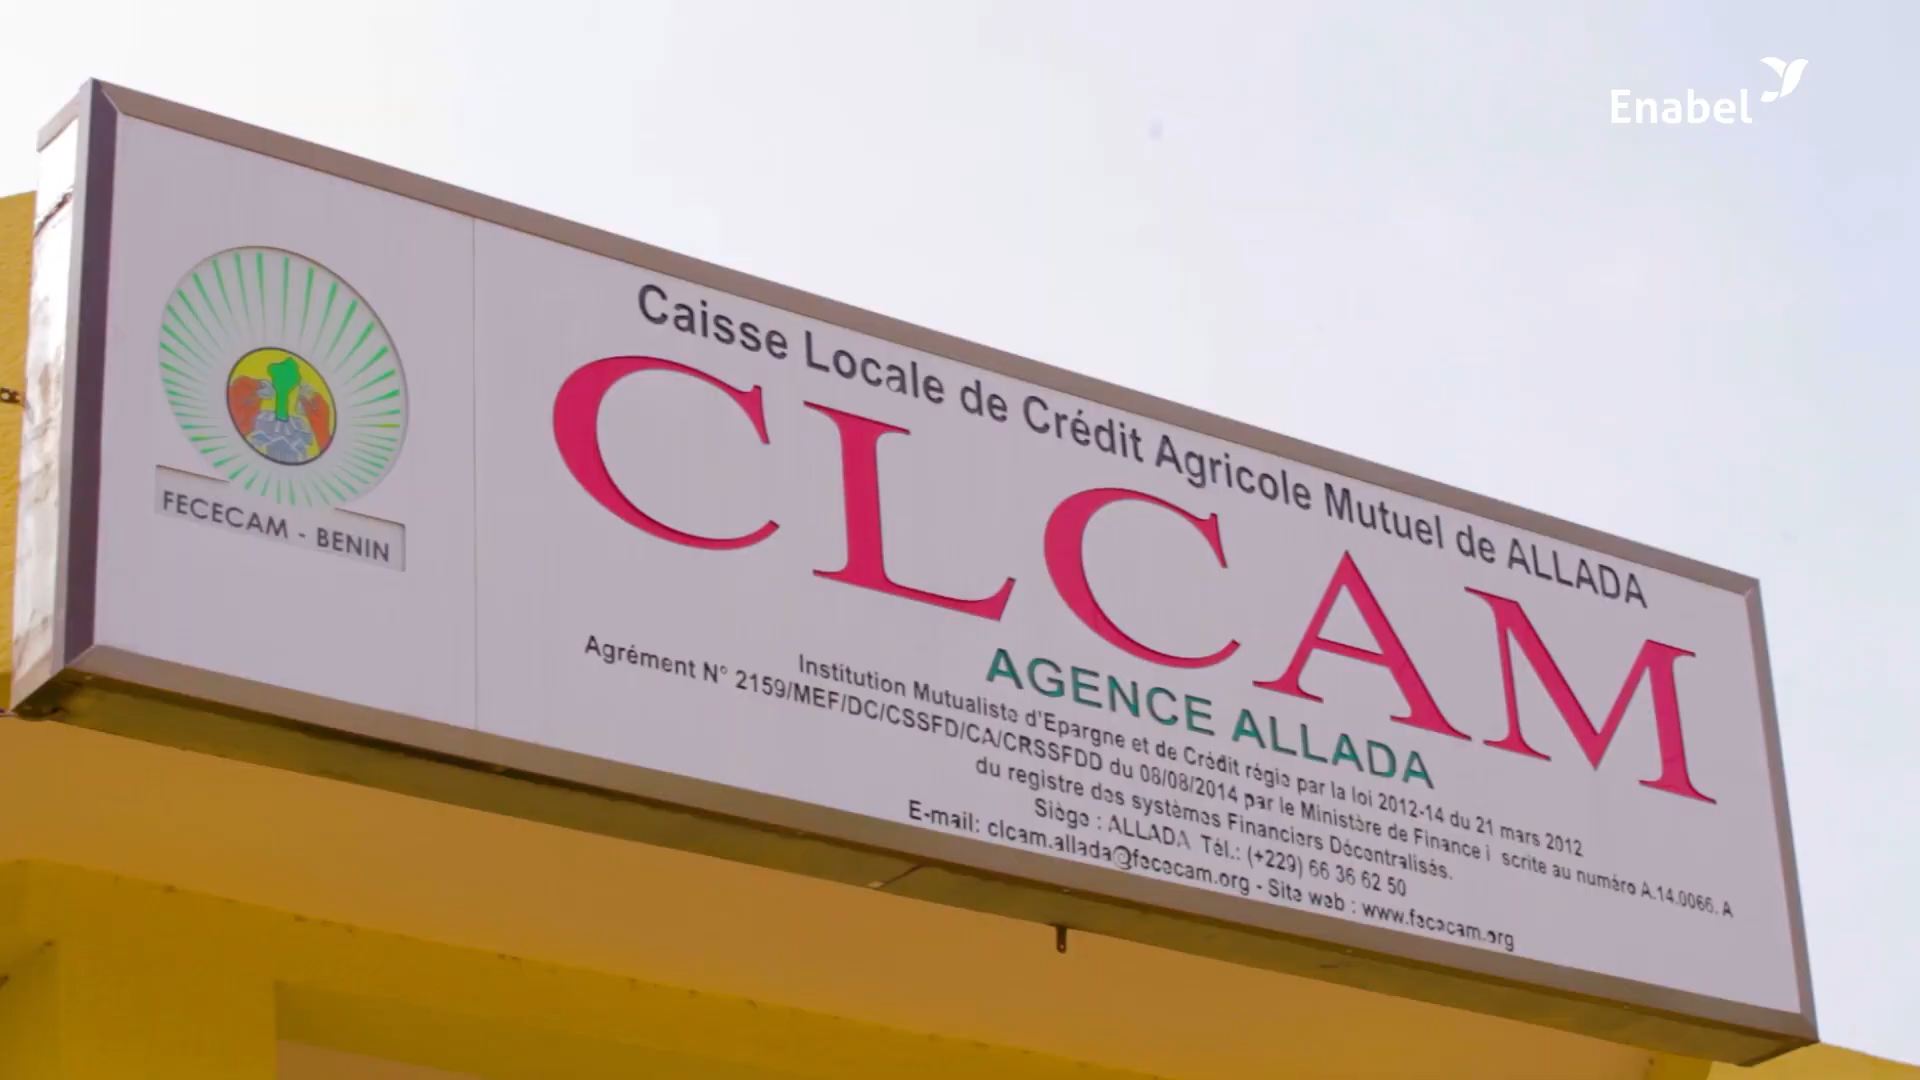 Enabel
FECECAM - BENIN
Caisse Locale de Crédit Agricole Mutuel de ALLADA
CLCAM
AGENCE ALLADA
Institution Mutualiste d'Epargne et de Crédit régie par la loi 2012-14 du 21 mars 2012
Agrément N° 2159/MEF/DC/CSSFD/CA/CRSSFDD du 08/08/2014 par le Ministère de Finance i scrite au numéro A.14.0066. A
du registre des systèmes Financiers Décentralisés.
Siège : ALLADA Tél.: (+229) 66 36 62 50
E-mail: clcam.allada@fececam.org - Site web : www.fececam.org